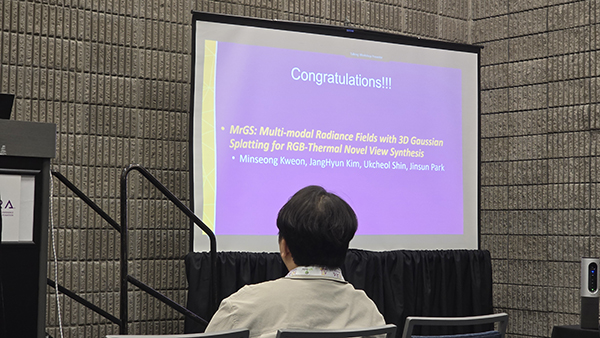 Congratulations!!!
• MrGS: Multi-modal Radiance Fields with 3D Gaussian
Splatting for RGB-Thermal Novel View Synthesis
• Minseong Kweon, JangHyun Kim, Ukcheol Shin, Jinsun Park
RA